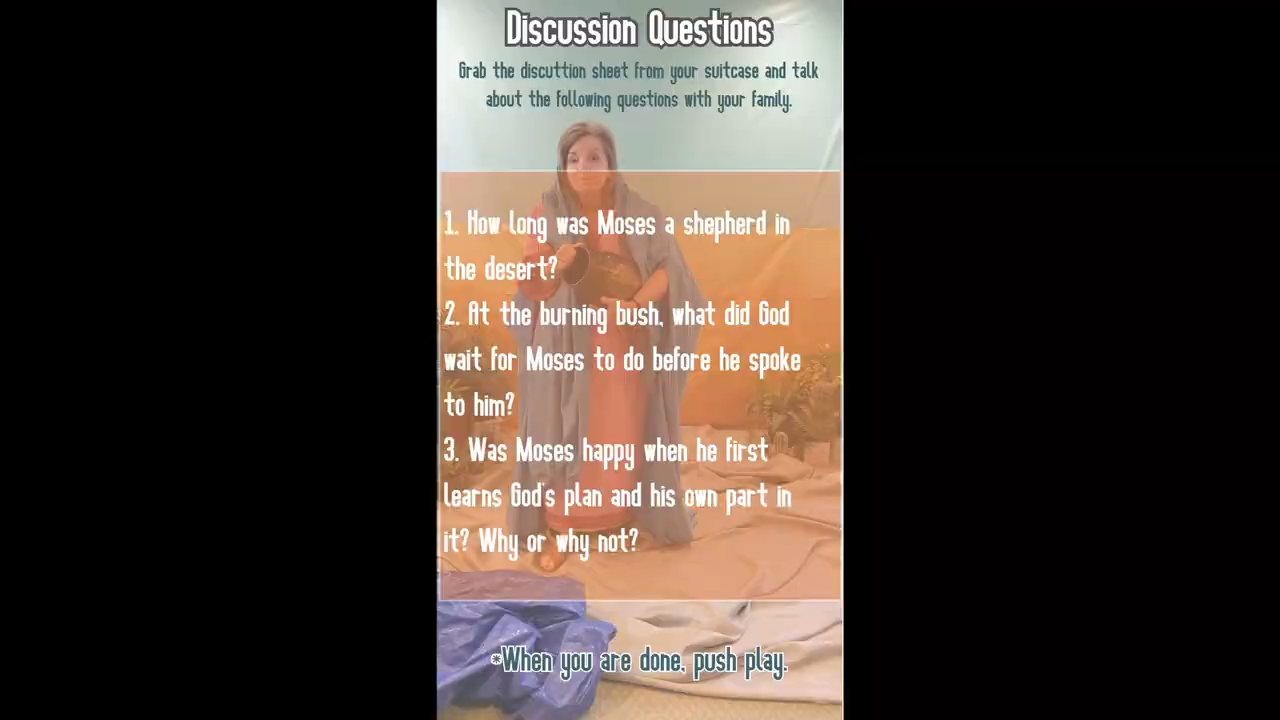 Discussion Questions
Grab the discuttion sheet from your suitcase and talk
about the following questions with your family.
1. How long was Moses a shepherd in
the desert?
2. At the burning bush, what did God
wait for Moses to do before he spoke
to him?
3. Was Moses happy when he first
learns God's plan and his own part in
it? Why or why not?
*When you are done, push play.